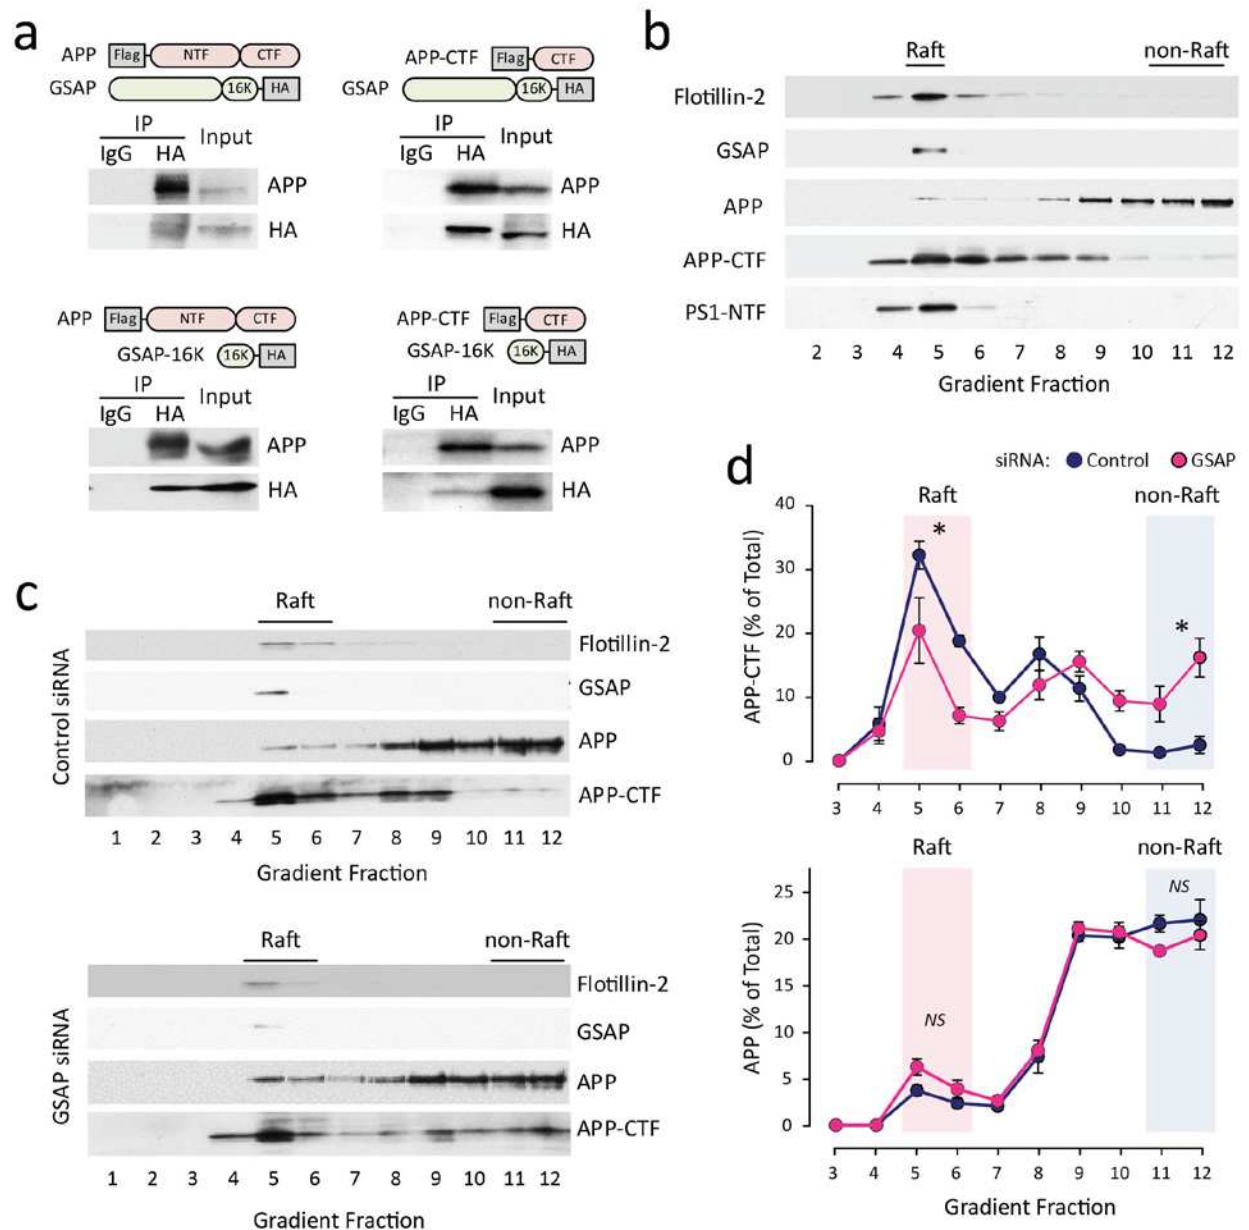 a
APP Flag NTF CTF
GSAP 16K HA
IP
IgG HA Input
APP
HA
APP-CTF Flag CTF
GSAP 16K HA
IP
IgG HA Input
APP
HA
APP Flag NTF CTF
GSAP-16K 16K HA
IP
IgG HA Input
APP
HA
APP-CTF Flag CTF
GSAP-16K 16K HA
IP
IgG HA Input
APP
HA
b
Raft non-Raft
Flotillin-2
GSAP
APP
APP-CTF
PS1-NTF
2 3 4 5 6 7 8 9 10 11 12
Gradient Fraction
c
Control siRNA
Raft non-Raft
Flotillin-2
GSAP
APP
APP-CTF
1 2 3 4 5 6 7 8 9 10 11 12
Gradient Fraction
GSAP siRNA
Raft non-Raft
Flotillin-2
GSAP
APP
APP-CTF
1 2 3 4 5 6 7 8 9 10 11 12
Gradient Fraction
d
siRNA: Control GSAP
Raft non-Raft
APP-CTF (% of Total)
40
30
20
10
0
* *
3 4 5 6 7 8 9 10 11 12
Raft non-Raft
APP (% of Total)
25
20
15
10
5
0
NS NS
3 4 5 6 7 8 9 10 11 12
Gradient Fraction